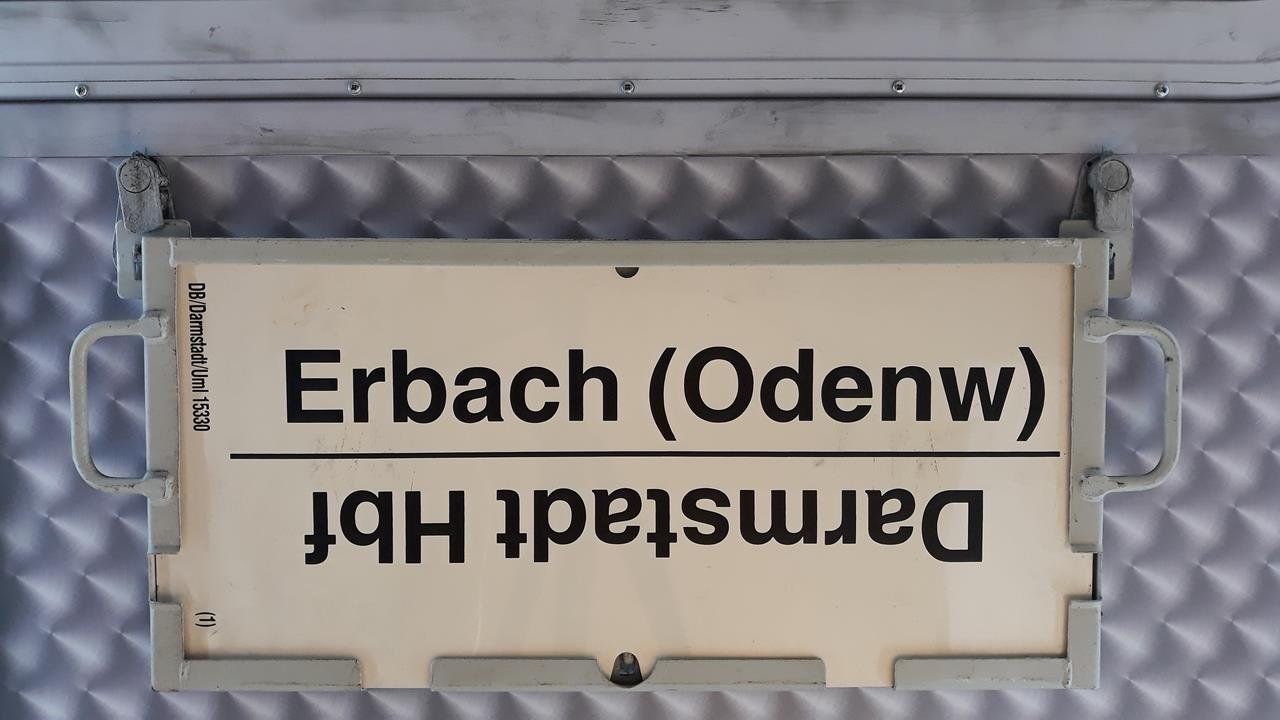 DB/Darmstadt/Uml 15330
Erbach (Odenw)
Darmstadt Hbf
(1)